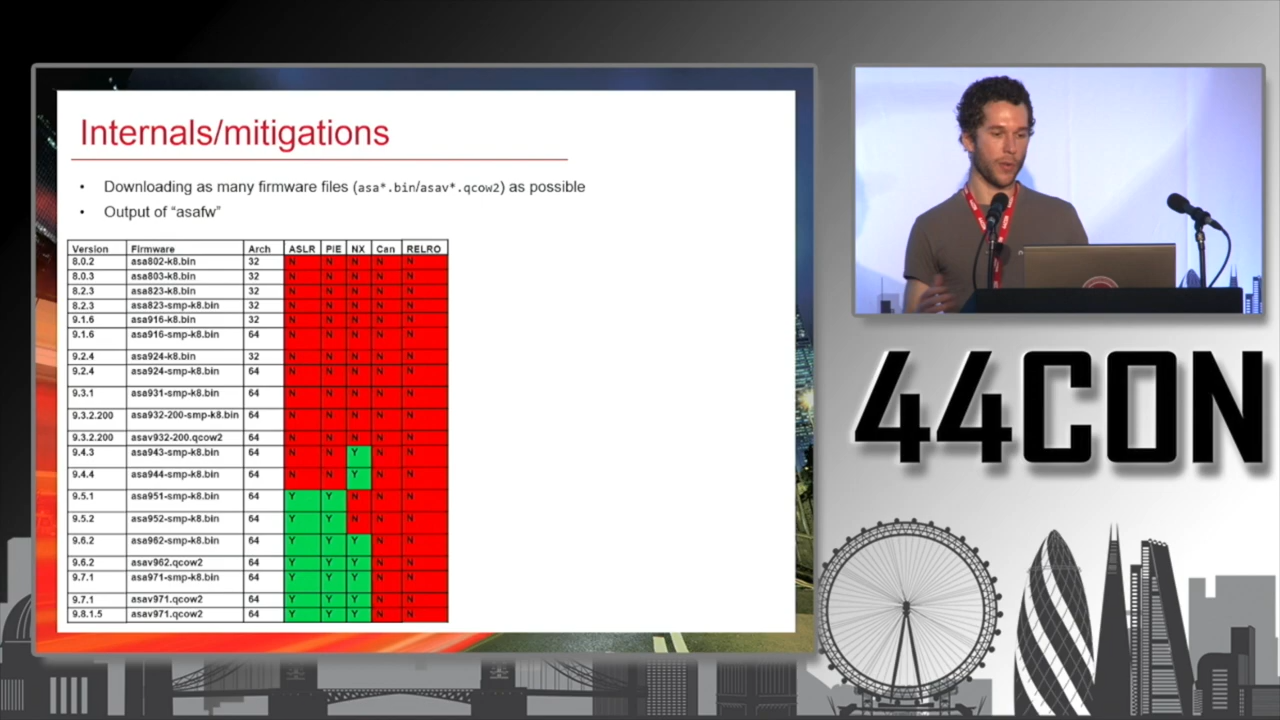 Internals/mitigations
• Downloading as many firmware files (asa*.bin/asav*.qcow2) as possible
• Output of "asafw"
Version Firmware Arch ASLR PIE NX Can RELRO
8.0.2 asa802-k8.bin 32 N N N N N
8.0.3 asa803-k8.bin 32 N N N N N
8.2.3 asa823-k8.bin 32 N N N N N
8.2.3 asa823-smp-k8.bin 32 N N N N N
9.1.6 asa916-k8.bin 32 N N N N N
9.1.6 asa916-smp-k8.bin 64 N N N N N
9.2.4 asa924-k8.bin 32 N N N N N
9.2.4 asa924-smp-k8.bin 64 N N N N N
9.3.1 asa931-smp-k8.bin 64 N N N N N
9.3.2.200 asa932-200-smp-k8.bin 64 N N N N N
9.3.2.200 asav932-200.qcow2 64 N N N N N
9.4.3 asa943-smp-k8.bin 64 N N Y N N
9.4.4 asa944-smp-k8.bin 64 N N Y N N
9.5.1 asa951-smp-k8.bin 64 Y Y N N N
9.5.2 asa952-smp-k8.bin 64 Y Y N N N
9.6.2 asa962-smp-k8.bin 64 Y Y Y N N
9.6.2 asav962.qcow2 64 Y Y Y N N
9.7.1 asa971-smp-k8.bin 64 Y Y Y N N
9.7.1 asav971.qcow2 64 Y Y Y N N
9.8.1.5 asav971.qcow2 64 Y Y Y N N
44CON